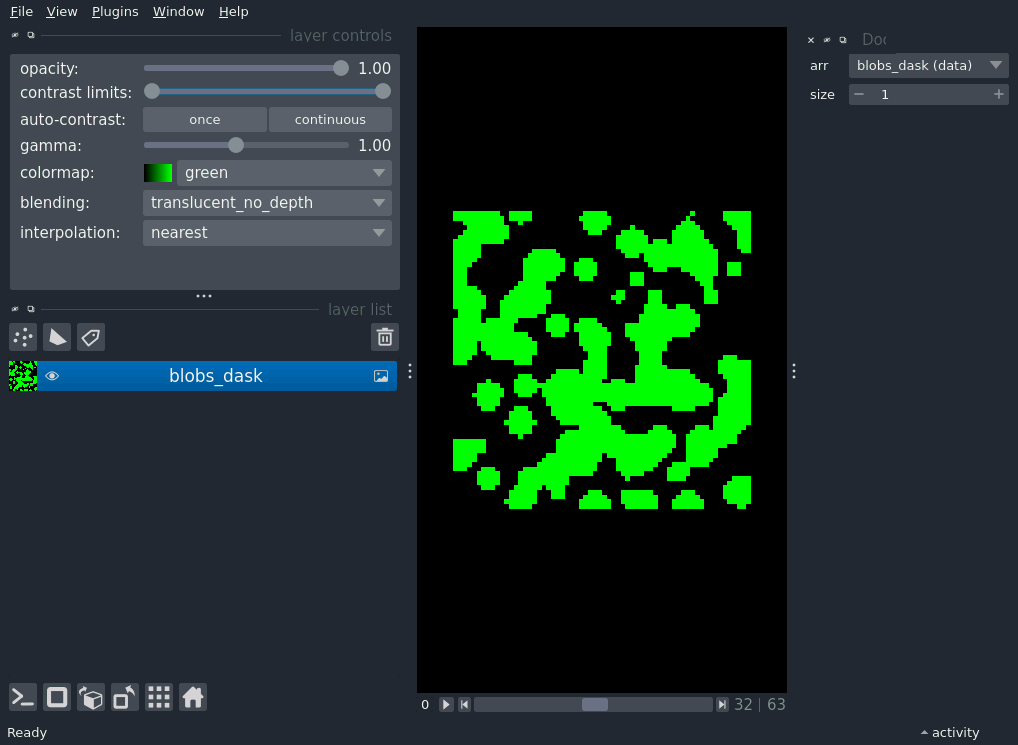 File View Plugins Window Help
layer controls
opacity: 1.00
contrast limits:
auto-contrast: once continuous
gamma: 1.00
colormap: green
blending: translucent_no_depth
interpolation: nearest
layer list
blobs_dask
Ready
0 32 | 63
arr blobs_dask (data)
size 1
activity